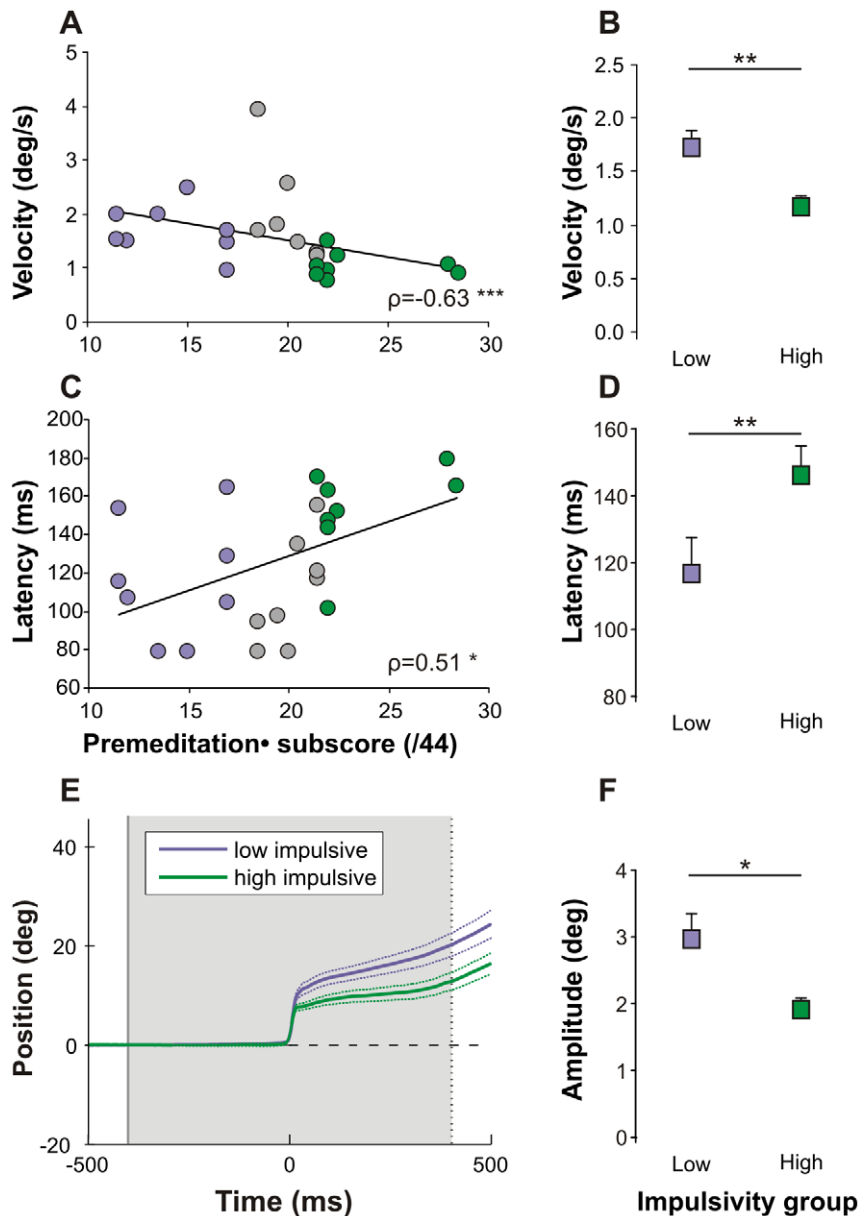 A
B
Velocity (deg/s)
5
4
3
2
1
0
10 15 20 25 30
ρ=-0.63 ***
Velocity (deg/s)
2.5
2.0
1.5
1.0
0.5
0.0
**
Low High
C
D
Latency (ms)
200
180
160
140
120
100
80
60
10 15 20 25 30
ρ=0.51 *
Premeditation• subscore (/44)
Latency (ms)
160
140
120
100
80
**
Low High
E
F
Position (deg)
40
20
0
-20
low impulsive
high impulsive
-500 0 500
Time (ms)
Amplitude (deg)
4
3
2
1
0
*
Low High
Impulsivity group